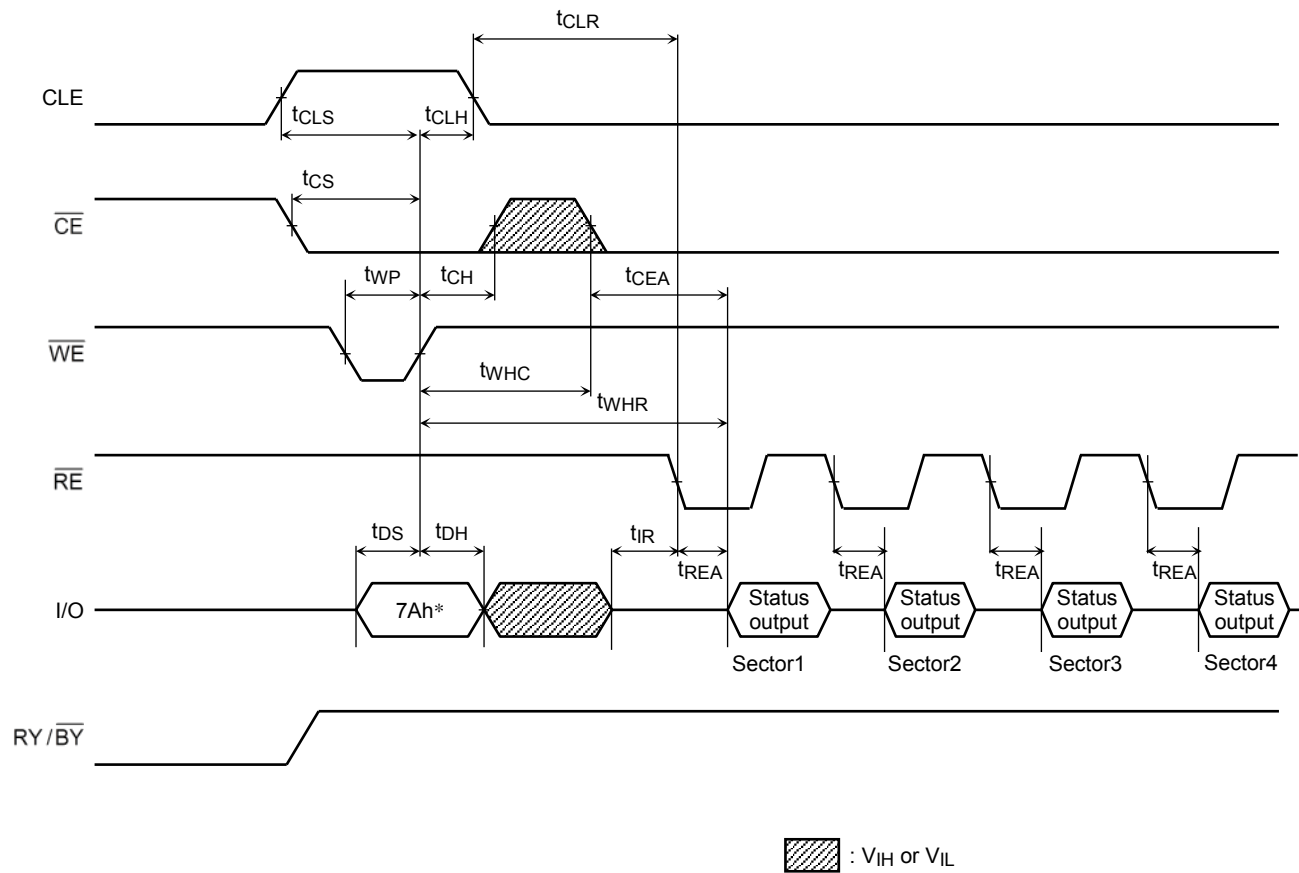 tCLR
CLE
tCLS
tCLH
tCS
CE
tWP
tCH
tCEA
WE
tWHC
tWHR
RE
tDS
tDH
tIR
tREA
tREA
tREA
tREA
I/O
7Ah*
Status
output
Status
output
Status
output
Status
output
Sector1
Sector2
Sector3
Sector4
RY/BY
: VIH or VIL